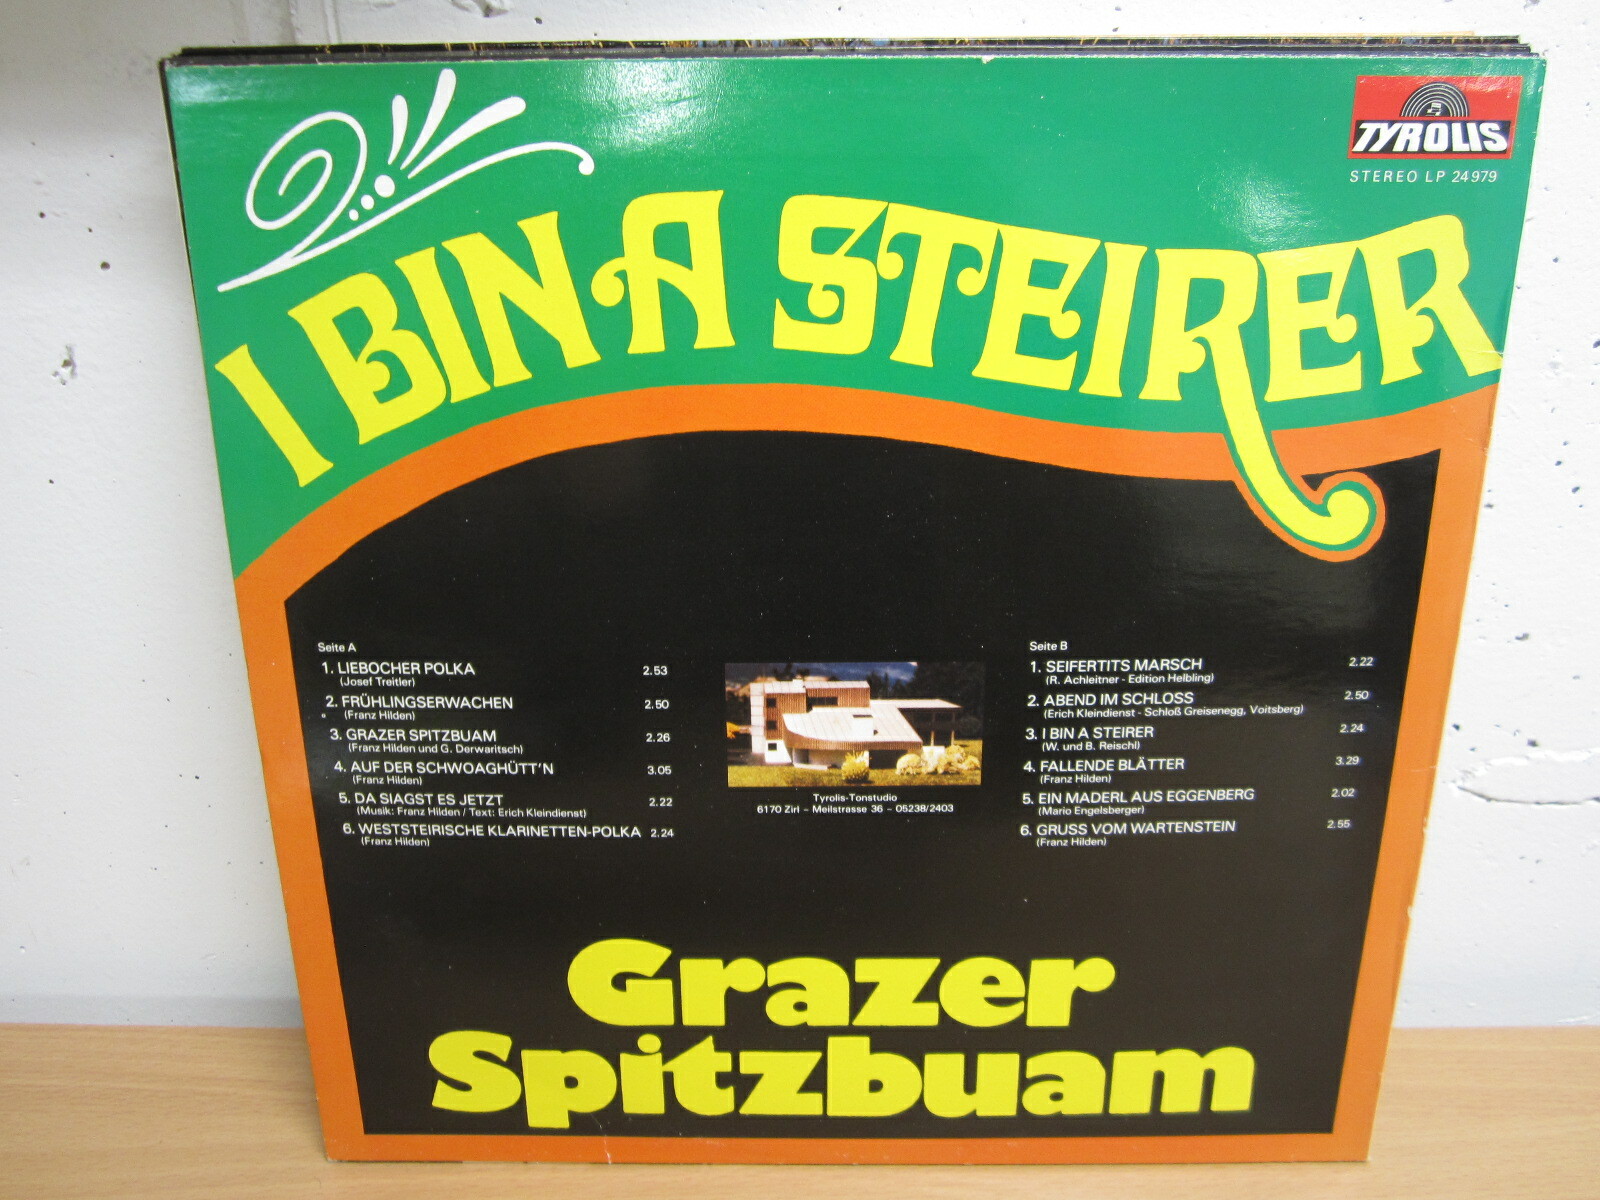 TYROLIS
STEREO LP 24979
I BIN A STEIRER
Seite A
1. LIEBOCHER POLKA 2.53
(Josef Treitler)
2. FRÜHLINGSERWACHEN 2.50
(Franz Hilden)
3. GRAZER SPITZBUAM 2.26
(Franz Hilden und G. Derwaritsch)
4. AUF DER SCHWOAGHÜTT'N 3.05
(Franz Hilden)
5. DA SIAGST ES JETZT 2.22
(Musik: Franz Hilden / Text: Erich Kleindienst)
6. WESTSTEIRISCHE KLARINETTEN-POLKA 2.24
(Franz Hilden)
Tyrolis-Tonstudio
6170 Zirl – Meilstrasse 36 – 05238/2403
Seite B
1. SEIFERTITS MARSCH 2.22
(R. Achleitner - Edition Helbling)
2. ABEND IM SCHLOSS 2.50
(Erich Kleindienst - Schloß Greisenegg, Voitsberg)
3. I BIN A STEIRER 2.24
(W. und B. Reischl)
4. FALLENDE BLÄTTER 3.29
(Franz Hilden)
5. EIN MADERL AUS EGGENBERG 2.02
(Mario Engelsberger)
6. GRUSS VOM WARTENSTEIN 2.55
(Franz Hilden)
Grazer
Spitzbuam